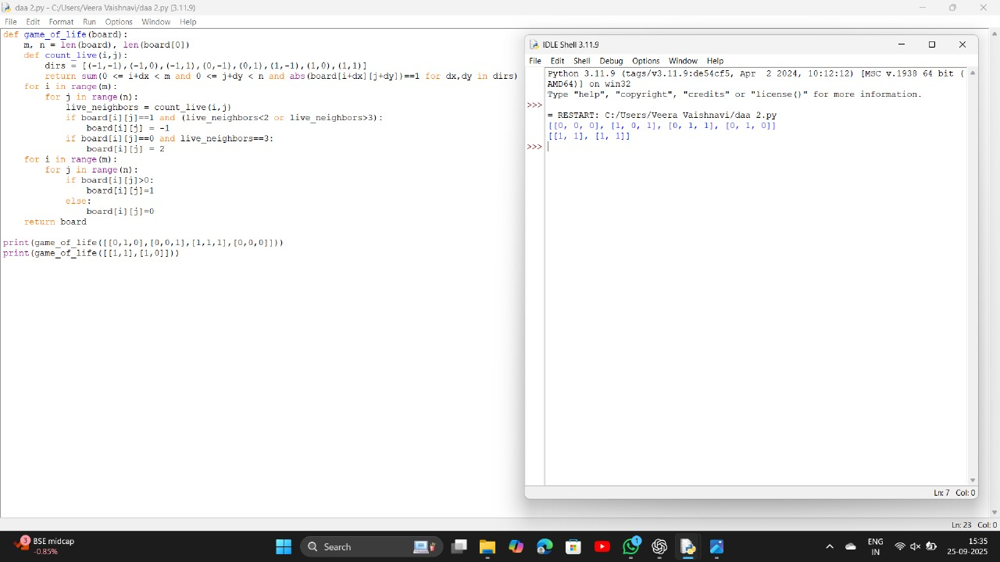 daa 2.py - C:/Users/Veera Vaishnavi/daa 2.py (3.11.9)
File Edit Format Run Options Window Help
def game_of_life(board):
    m, n = len(board), len(board[0])
    def count_live(i,j):
        dirs = [(-1,-1),(-1,0),(-1,1),(0,-1),(0,1),(1,-1),(1,0),(1,1)]
        return sum(0 <= i+dx < m and 0 <= j+dy < n and abs(board[i+dx][j+dy])==1 for dx,dy in dirs)
    for i in range(m):
        for j in range(n):
            live_neighbors = count_live(i,j)
            if board[i][j]==1 and (live_neighbors<2 or live_neighbors>3):
                board[i][j] = -1
            if board[i][j]==0 and live_neighbors==3:
                board[i][j] = 2
    for i in range(m):
        for j in range(n):
            if board[i][j]>0:
                board[i][j]=1
            else:
                board[i][j]=0
    return board
print(game_of_life([[0,1,0],[0,0,1],[1,1,1],[0,0,0]]))
print(game_of_life([[1,1],[1,0]]))
IDLE Shell 3.11.9
File Edit Shell Debug Options Window Help
Python 3.11.9 (tags/v3.11.9:de54cf5, Apr  2 2024, 10:12:12) [MSC v.1938 64 bit (
AMD64)] on win32
Type "help", "copyright", "credits" or "license()" for more information.
>>>
= RESTART: C:/Users/Veera Vaishnavi/daa 2.py
[[0, 0, 0], [1, 0, 1], [0, 1, 1], [0, 1, 0]]
[[1, 1], [1, 1]]
>>>
Ln: 7 Col: 0
Ln: 23 Col: 0
3
BSE midcap
-0.85%
Search
1
ENG
IN
15:35
25-09-2025